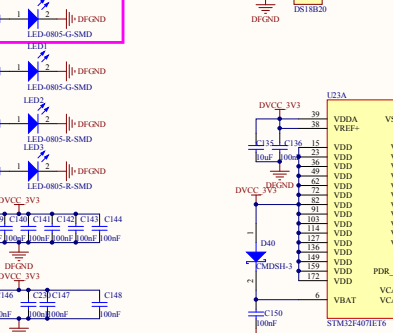 1 2 DFGND
LED-0805-G-SMD
LED1
1 2 DFGND
LED-0805-G-SMD
LED2
1 2 DFGND
LED-0805-R-SMD
LED3
1 2 DFGND
LED-0805-R-SMD
DVCC_3V3
C140 C141 C142 C143 C144
100nF 100nF 100nF 100nF 100nF
DFGND
DVCC_3V3
C147 C148
100nF 100nF
DFGND
DS18B20
U23A
DVCC_3V3
39 VDDA
38 VREF+
C135 C136
10uF 100nF
DFGND
15 VDD
23 VDD
36 VDD
49 VDD
62 VDD
72 VDD
82 VDD
91 VDD
103 VDD
114 VDD
127 VDD
136 VDD
149 VDD
159 VDD
172 VDD
PDR_
DVCC_3V3
1
D40
CMDSH-3
2
6 VBAT
C150
100nF
STM32F407IET6